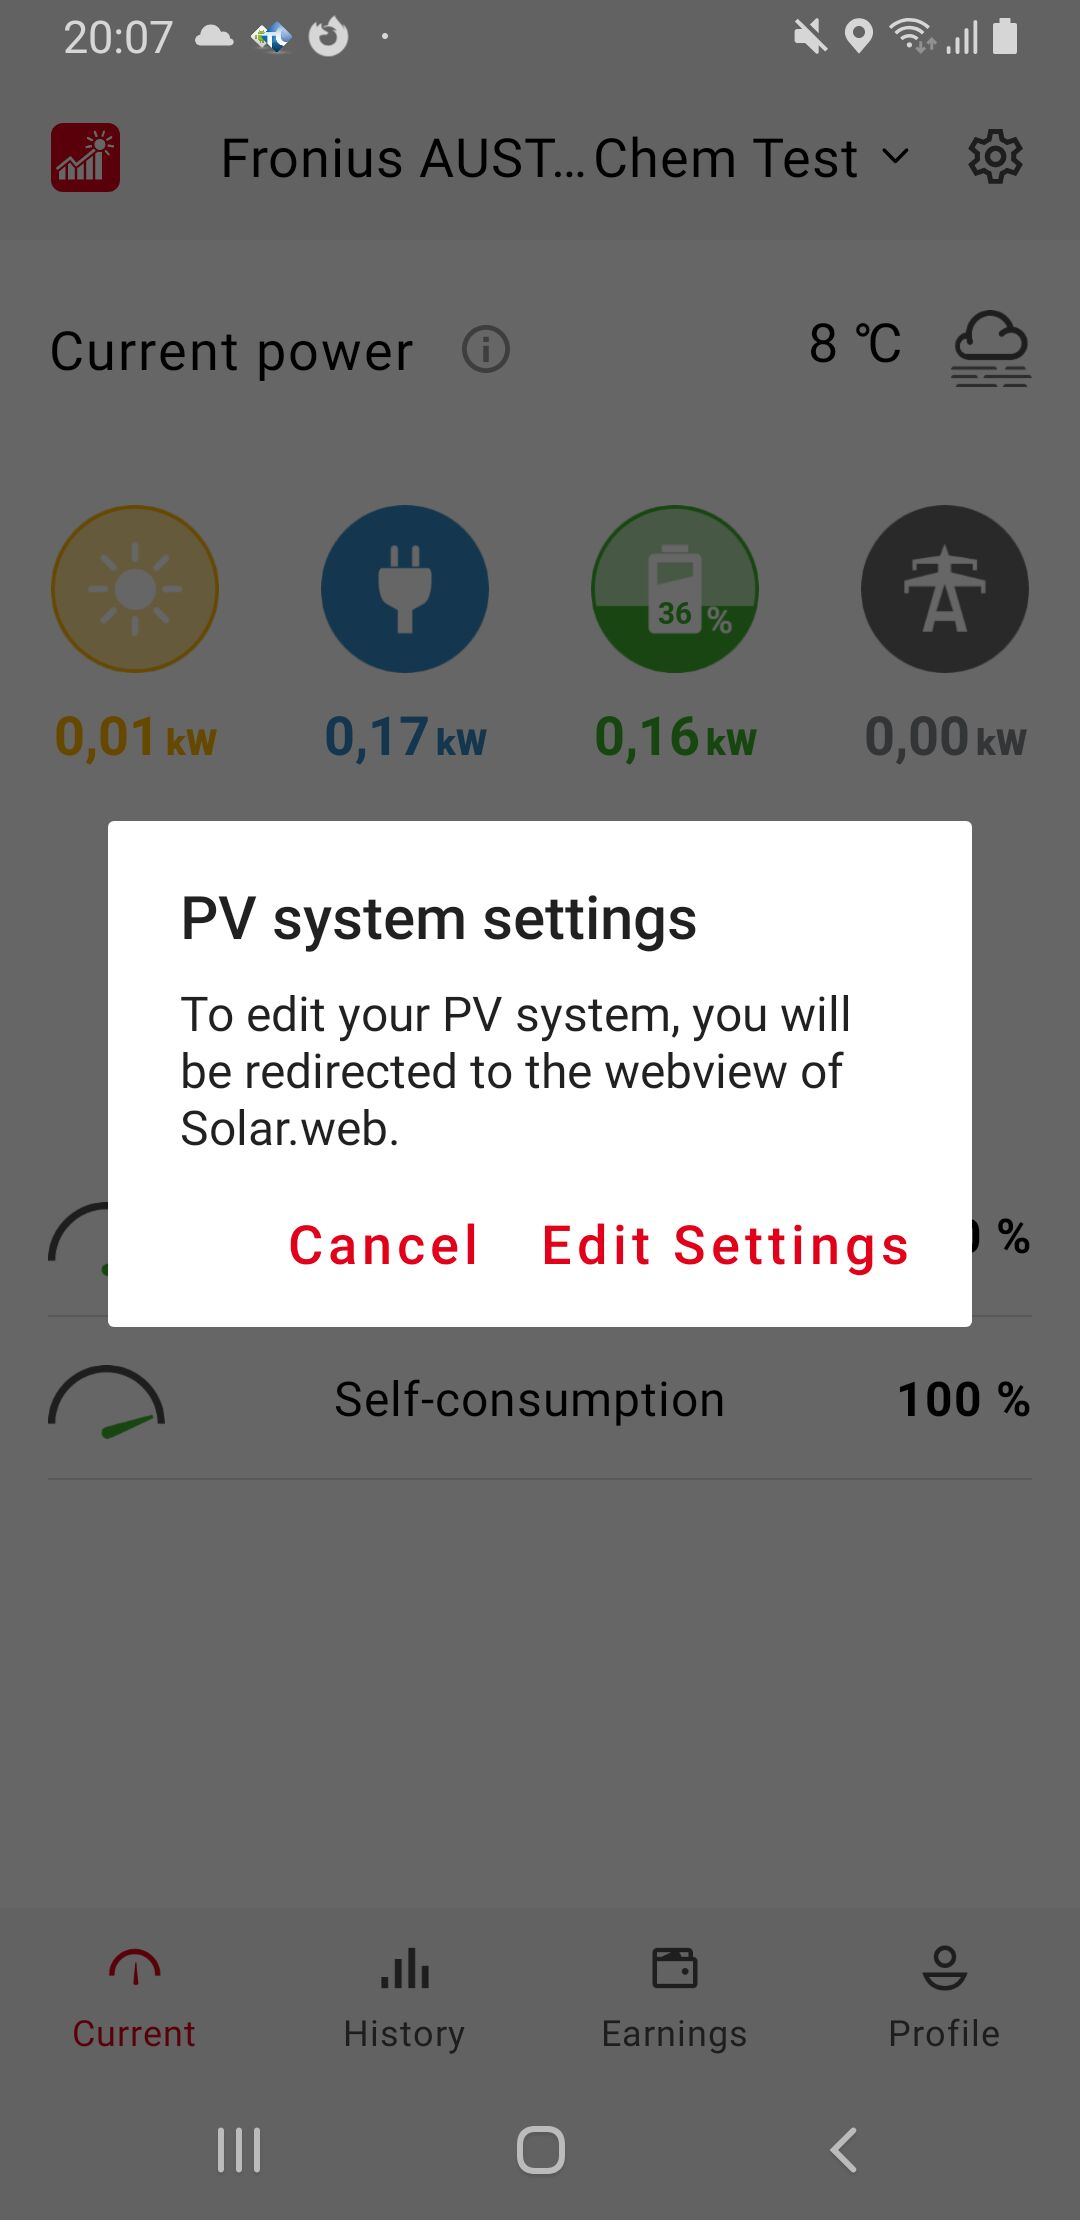 20:07
Fronius AUST... Chem Test
Current power
8 °C
36 %
0,01 kW
0,17 kW
0,16 kW
0,00 kW
PV system settings
To edit your PV system, you will
be redirected to the webview of
Solar.web.
Cancel Edit Settings
%
Self-consumption 100 %
Current
History
Earnings
Profile